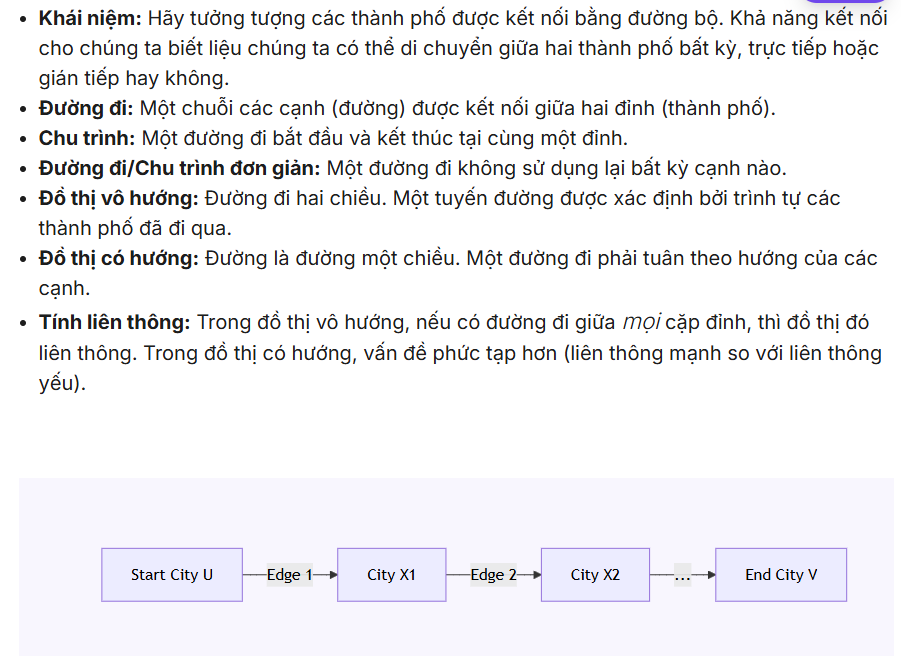 Khái niệm: Hãy tưởng tượng các thành phố được kết nối bằng đường bộ. Khả năng kết nối
cho chúng ta biết liệu chúng ta có thể di chuyển giữa hai thành phố bất kỳ, trực tiếp hoặc
gián tiếp hay không.
Đường đi: Một chuỗi các cạnh (đường) được kết nối giữa hai đỉnh (thành phố).
Chu trình: Một đường đi bắt đầu và kết thúc tại cùng một đỉnh.
Đường đi/Chu trình đơn giản: Một đường đi không sử dụng lại bất kỳ cạnh nào.
Đồ thị vô hướng: Đường đi hai chiều. Một tuyến đường được xác định bởi trình tự các
thành phố đã đi qua.
Đồ thị có hướng: Đường là đường một chiều. Một đường đi phải tuân theo hướng của các
cạnh.
Tính liên thông: Trong đồ thị vô hướng, nếu có đường đi giữa mọi cặp đỉnh, thì đồ thị đó
liên thông. Trong đồ thị có hướng, vấn đề phức tạp hơn (liên thông mạnh so với liên thông
yếu).
Start City U Edge 1 City X1 Edge 2 City X2 ... End City V